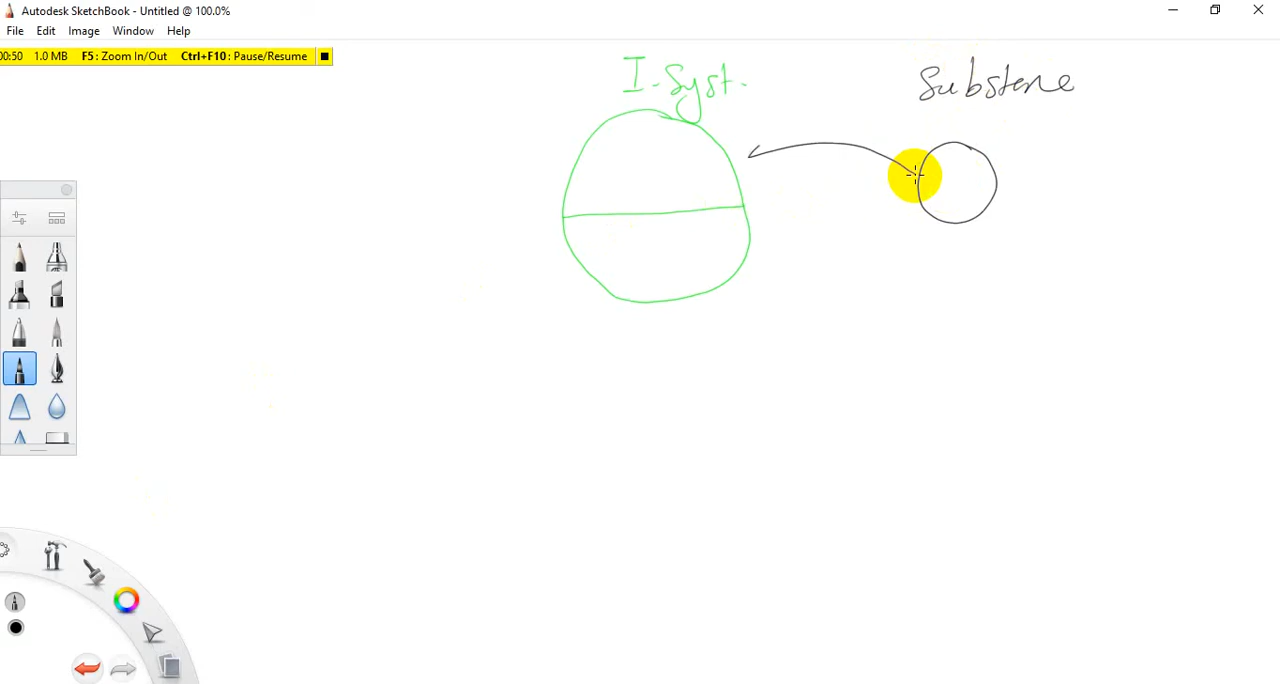 Autodesk SketchBook - Untitled @ 100.0%
File Edit Image Window Help
00:50 1.0 MB F5: Zoom In/Out Ctrl+F10: Pause/Resume
I-Syst. Substene